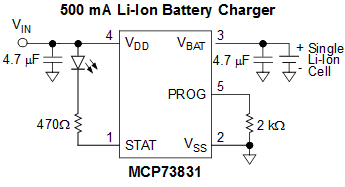 500 mA Li-Ion Battery Charger
VIN
4 VDD
VBAT 3
4.7 µF
4.7 µF
+ Single
Li-Ion
- Cell
PROG 5
470Ω
2 kΩ
1 STAT
VSS 2
MCP73831